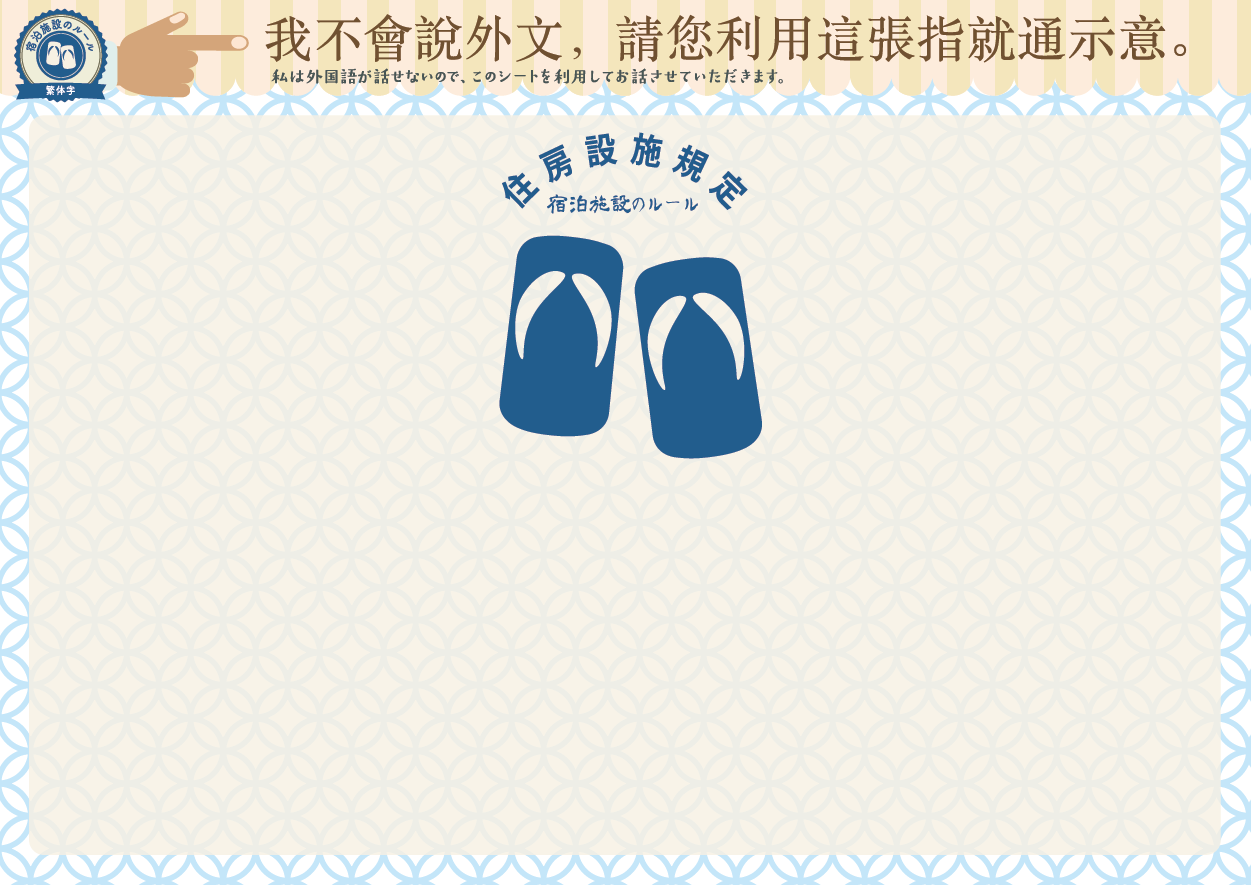 宿泊施設のルール
繁体字
我不會說外文，請您利用這張指就通示意。
私は外国語が話せないので、このシートを利用してお話させていただきます。
住房設施規定
宿泊施設のルール